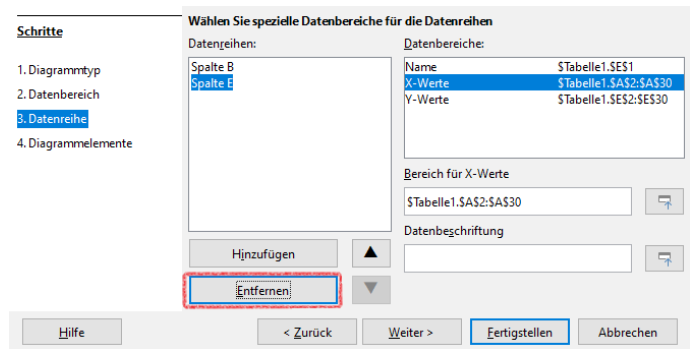 Schritte
1. Diagrammtyp
2. Datenbereich
3. Datenreihe
4. Diagrammelemente
Wählen Sie spezielle Datenbereiche für die Datenreihen
Datenreihen:
Spalte B
Spalte E
Hinzufügen
Entfernen
Datenbereiche:
Name $Tabelle1.$E$1
X-Werte $Tabelle1.$A$2:$A$30
Y-Werte $Tabelle1.$E$2:$E$30
Bereich für X-Werte
$Tabelle1.$A$2:$A$30
Datenbeschriftung
Hilfe
< Zurück
Weiter >
Fertigstellen
Abbrechen